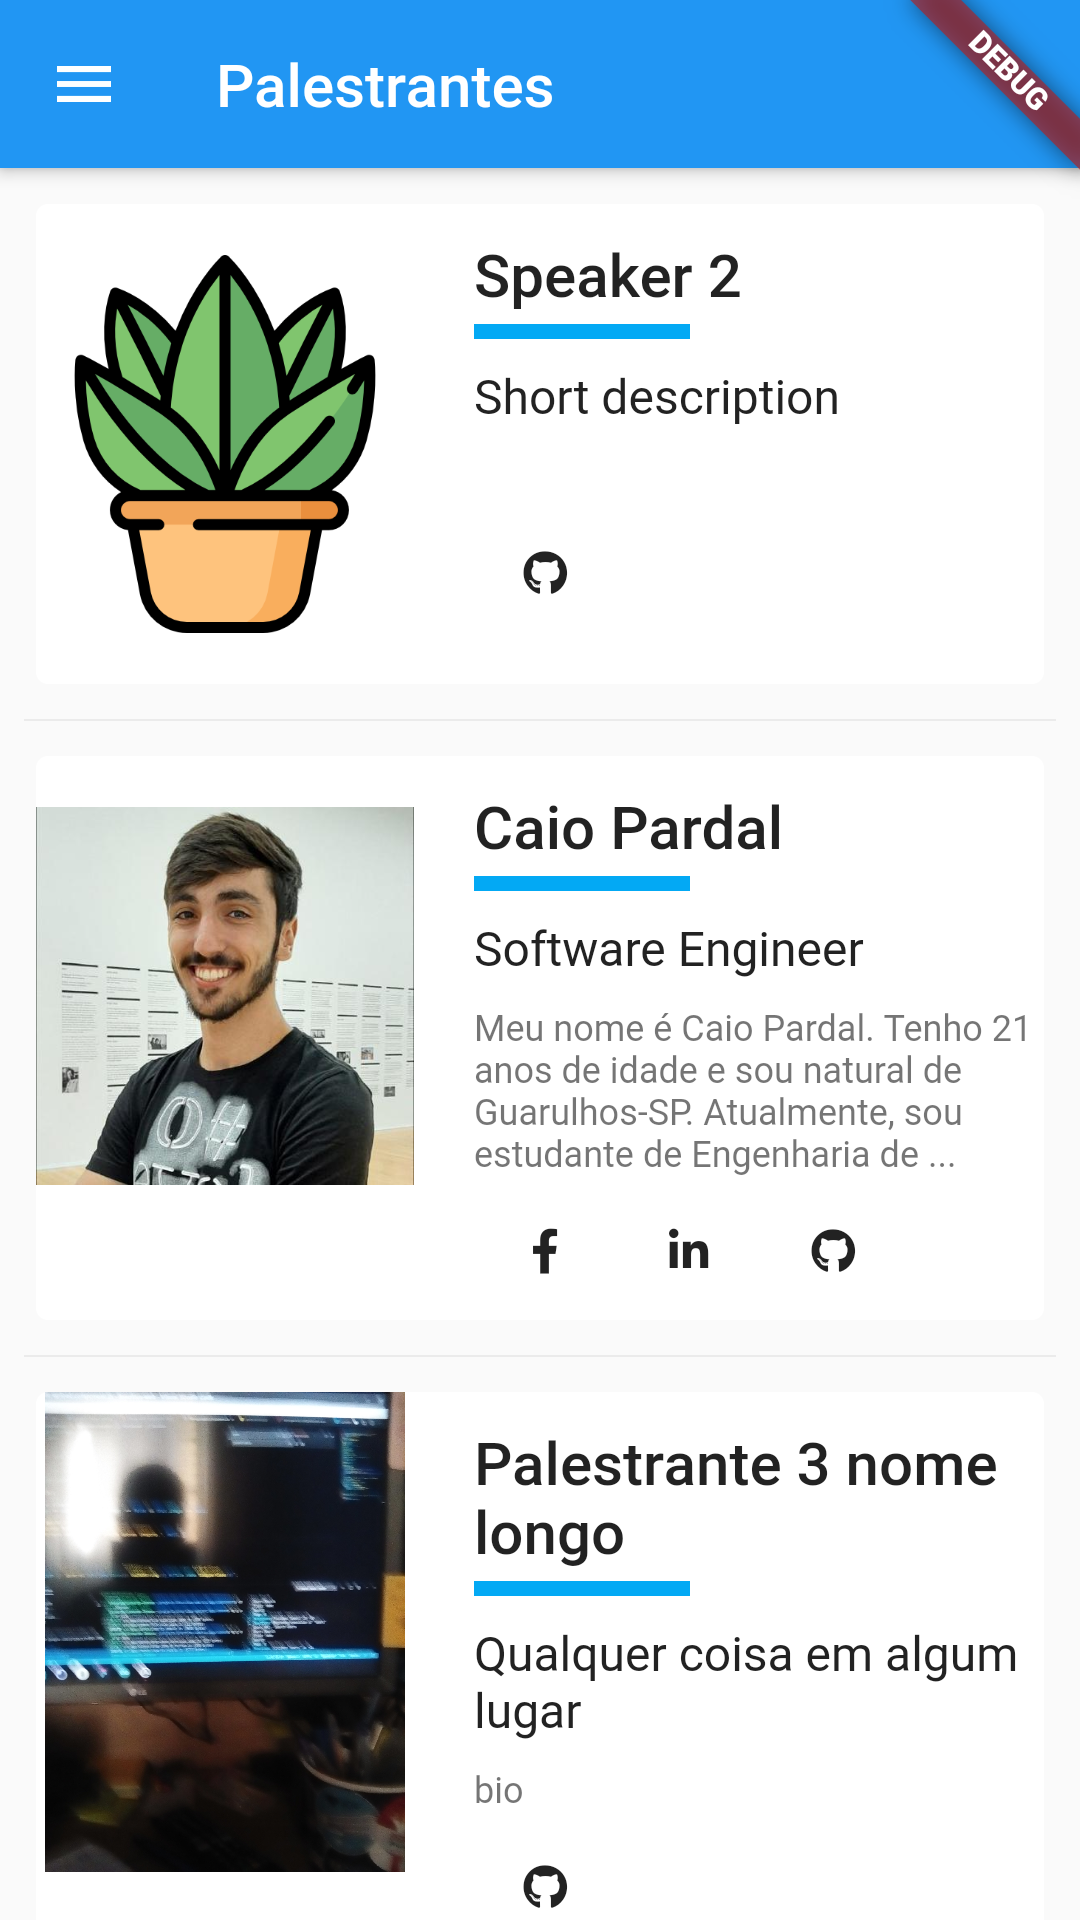 Palestrantes
DEBUG
Speaker 2
Short description
Caio Pardal
Software Engineer
Meu nome é Caio Pardal. Tenho 21
anos de idade e sou natural de
Guarulhos-SP. Atualmente, sou
estudante de Engenharia de ...
in
Palestrante 3 nome
longo
Qualquer coisa em algum
lugar
bio